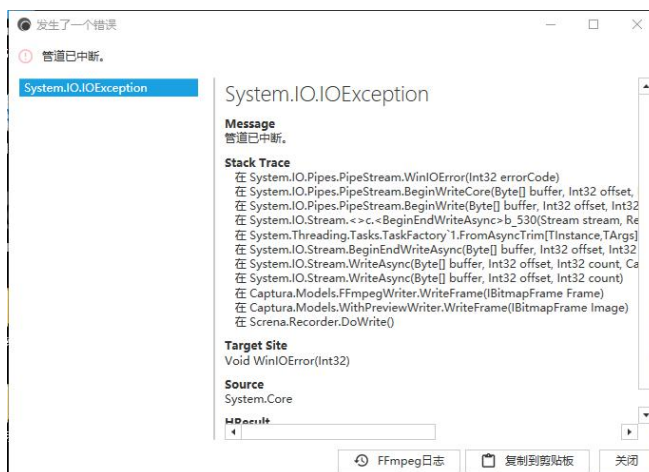 发生了一个错误
管道已中断。
System.IO.IOException
System.IO.IOException
Message
管道已中断。
Stack Trace
在 System.IO.Pipes.PipeStream.WinIOError(Int32 errorCode)
在 System.IO.Pipes.PipeStream.BeginWriteCore(Byte[] buffer, Int32 offset,
在 System.IO.Pipes.PipeStream.BeginWrite(Byte[] buffer, Int32 offset, Int32
在 System.IO.Stream.<>c.<BeginEndWriteAsync>b_530(Stream stream, Re
在 System.Threading.Tasks.TaskFactory`1.FromAsyncTrim[TInstance,TArgs]
在 System.IO.Stream.BeginEndWriteAsync(Byte[] buffer, Int32 offset, Int32
在 System.IO.Stream.WriteAsync(Byte[] buffer, Int32 offset, Int32 count, Ca
在 System.IO.Stream.WriteAsync(Byte[] buffer, Int32 offset, Int32 count)
在 Captura.Models.FFmpegWriter.WriteFrame(IBitmapFrame Frame)
在 Captura.Models.WithPreviewWriter.WriteFrame(IBitmapFrame Image)
在 Screna.Recorder.DoWrite()
Target Site
Void WinIOError(Int32)
Source
System.Core
HResult
FFmpeg日志
复制到剪贴板
关闭